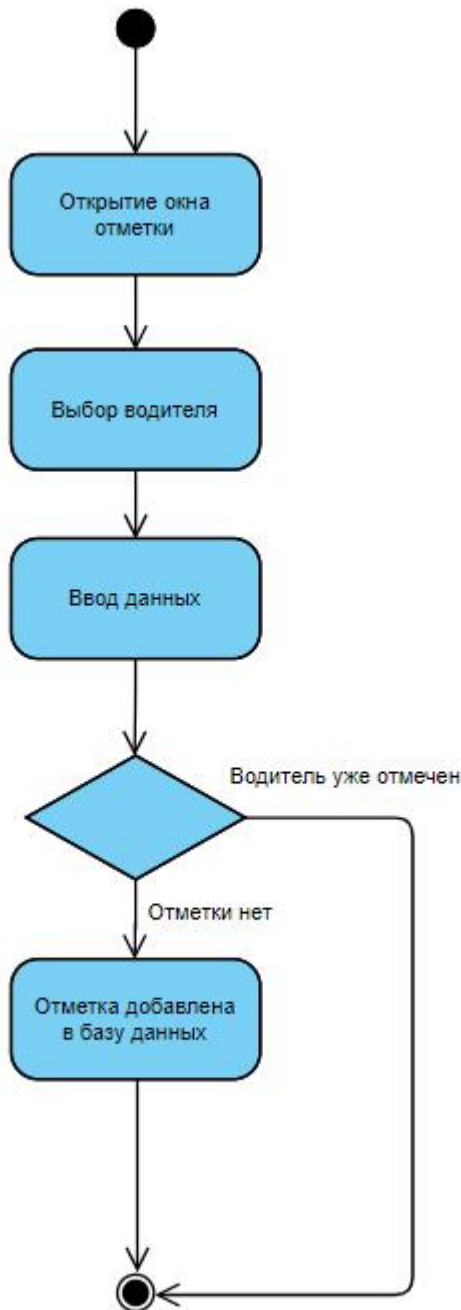 Открытие окна
отметки
Выбор водителя
Ввод данных
Водитель уже отмечен
Отметки нет
Отметка добавлена
в базу данных